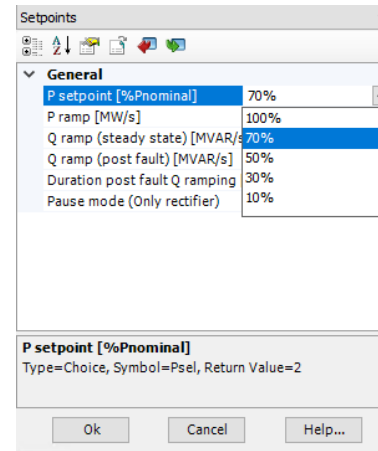 Setpoints
General
P setpoint [%Pnominal] 70%
P ramp [MW/s] 100%
Q ramp (steady state) [MVAR/s 70%
Q ramp (post fault) [MVAR/s] 50%
Duration post fault Q ramping 30%
Pause mode (Only rectifier) 10%
P setpoint [%Pnominal]
Type=Choice, Symbol=Psel, Return Value=2
Ok Cancel Help...